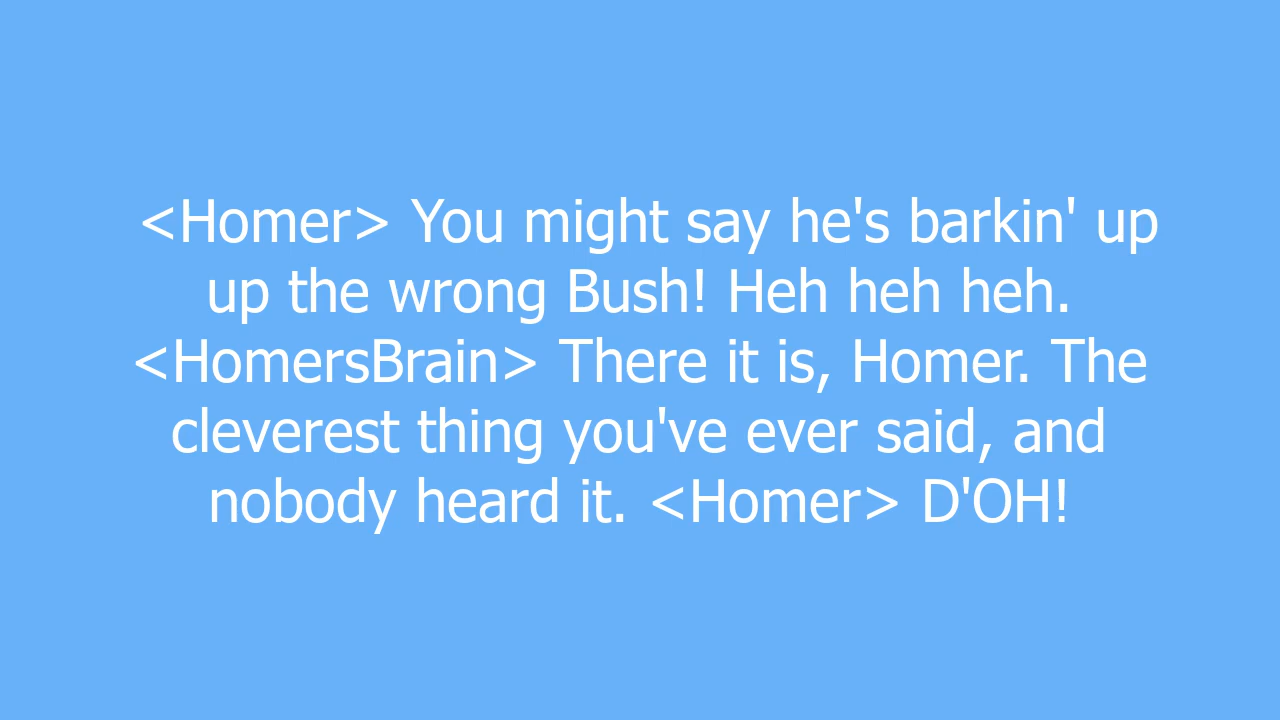 <Homer> You might say he's barkin' up
up the wrong Bush! Heh heh heh.
<HomersBrain> There it is, Homer. The
cleverest thing you've ever said, and
nobody heard it. <Homer> D'OH!